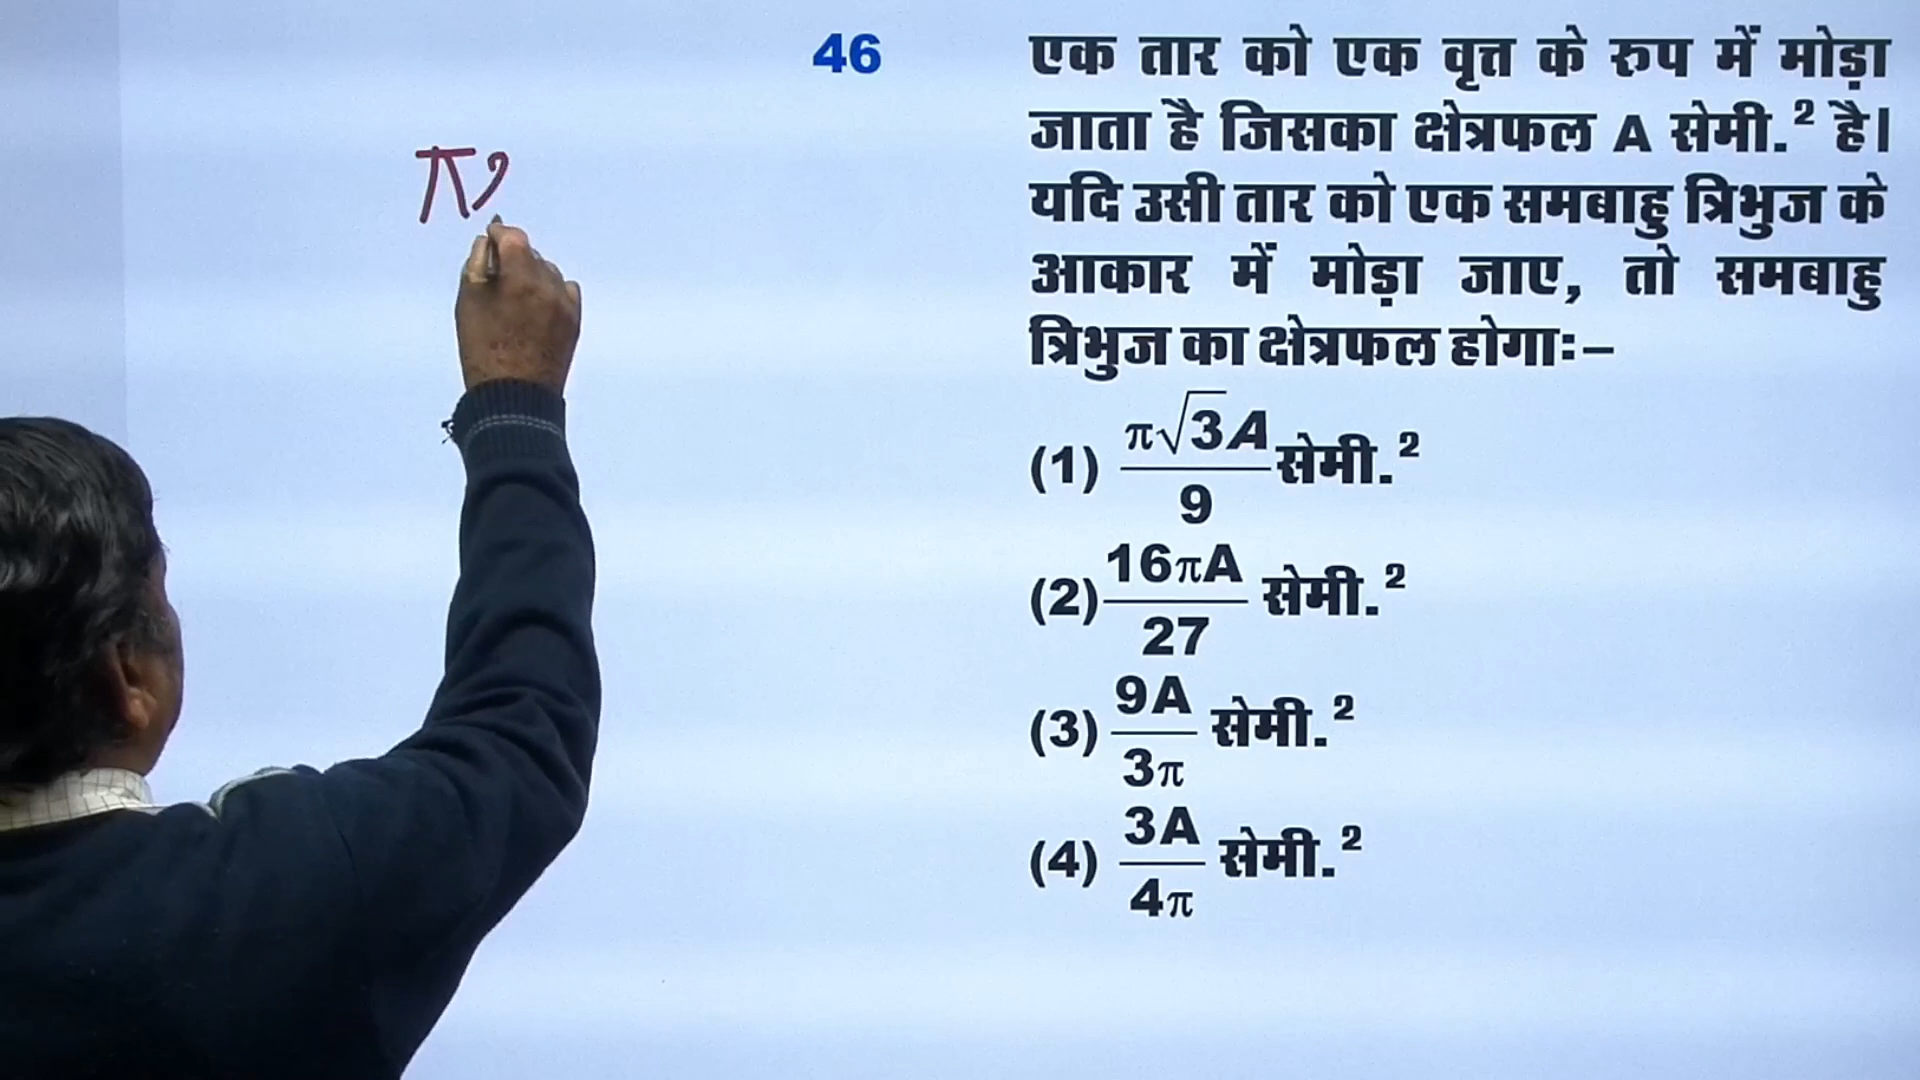 πr
46
एक तार को एक वृत्त के रुप में मोड़ा
जाता है जिसका क्षेत्रफल A सेमी.² है।
यदि उसी तार को एक समबाहु त्रिभुज के
आकार में मोड़ा जाए, तो समबाहु
त्रिभुज का क्षेत्रफल होगाः–
(1) π√3A/9 सेमी.²
(2) 16πA/27 सेमी.²
(3) 9A/3π सेमी.²
(4) 3A/4π सेमी.²